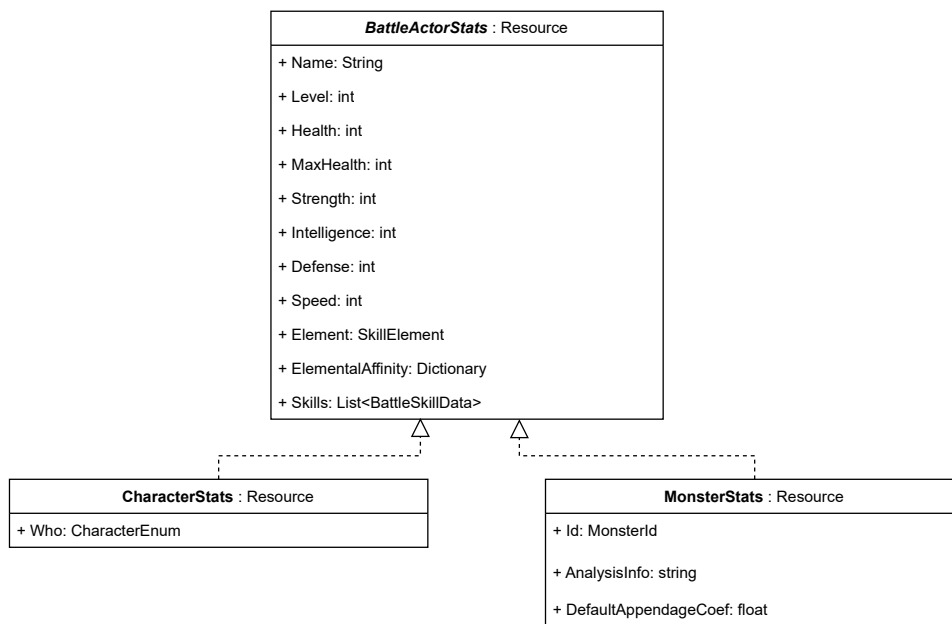 BattleActorStats : Resource
+ Name: String
+ Level: int
+ Health: int
+ MaxHealth: int
+ Strength: int
+ Intelligence: int
+ Defense: int
+ Speed: int
+ Element: SkillElement
+ ElementalAffinity: Dictionary
+ Skills: List<BattleSkillData>
CharacterStats : Resource
+ Who: CharacterEnum
MonsterStats : Resource
+ Id: MonsterId
+ AnalysisInfo: string
+ DefaultAppendageCoef: float